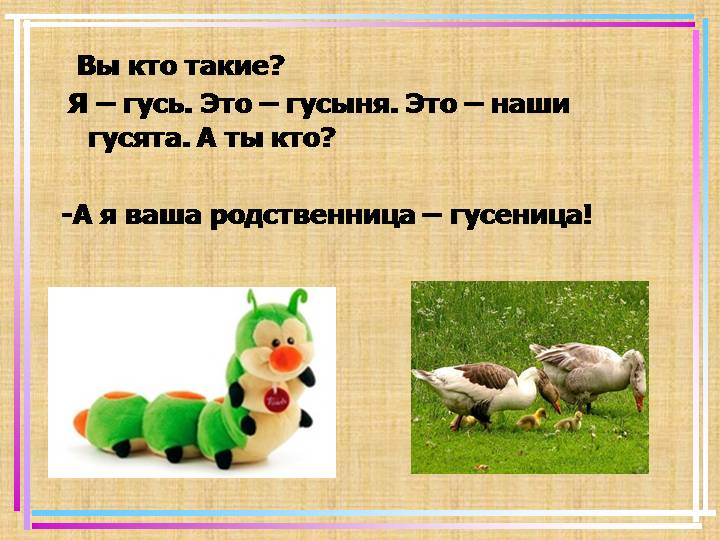 Вы кто такие?
Я – гусь. Это – гусыня. Это – наши
гусята. А ты кто?
-А я ваша родственница – гусеница!